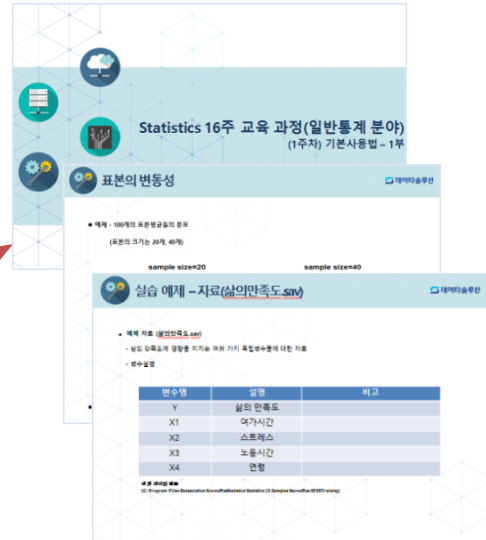 Statistics 16주 교육 과정(일반통계 분야)
(1주차) 기본사용법 – 1부
표본의 변동성
데이타솔루션
예제 - 100개의 표본평균들의 분포
(표본의 크기는 20개, 40개)
sample size=20 sample size=40
실습 예제 – 자료(삶의만족도.sav)
데이타솔루션
예제 자료 (삶의만족도.sav)
- 삶의 만족도에 영향을 미치는 여러 가지 독립변수들에 대한 자료
- 변수설명
변수명 설명 비고
Y 삶의 만족도
X1 여가시간
X2 스트레스
X3 노동시간
X4 연령